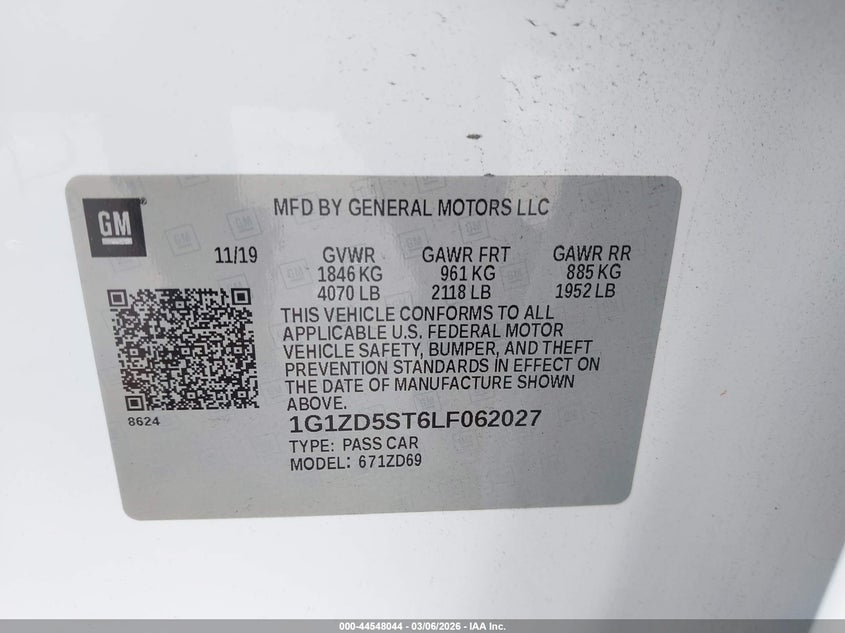 GM
MFD BY GENERAL MOTORS LLC
11/19 GVWR GAWR FRT GAWR RR
1846 KG 961 KG 885 KG
4070 LB 2118 LB 1952 LB
THIS VEHICLE CONFORMS TO ALL
APPLICABLE U.S. FEDERAL MOTOR
VEHICLE SAFETY, BUMPER, AND THEFT
PREVENTION STANDARDS IN EFFECT ON
THE DATE OF MANUFACTURE SHOWN
ABOVE.
8624
1G1ZD5ST6LF062027
TYPE: PASS CAR
MODEL: 671ZD69
000-44548044 - 03/06/2026 - IAA Inc.